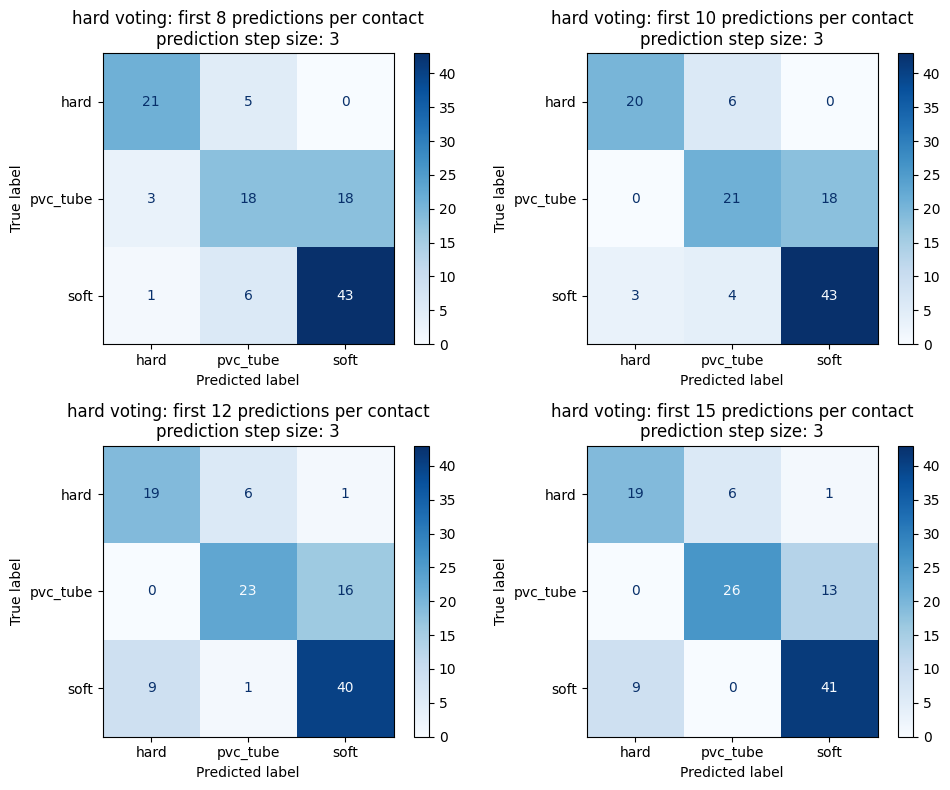 hard voting: first 8 predictions per contact
prediction step size: 3
hard 21 5 0
pvc_tube 3 18 18
soft 1 6 43
hard pvc_tube soft
Predicted label
True label
40
35
30
25
20
15
10
5
0
hard voting: first 10 predictions per contact
prediction step size: 3
hard 20 6 0
pvc_tube 0 21 18
soft 3 4 43
hard pvc_tube soft
Predicted label
True label
40
35
30
25
20
15
10
5
0
hard voting: first 12 predictions per contact
prediction step size: 3
hard 19 6 1
pvc_tube 0 23 16
soft 9 1 40
hard pvc_tube soft
Predicted label
True label
40
35
30
25
20
15
10
5
0
hard voting: first 15 predictions per contact
prediction step size: 3
hard 19 6 1
pvc_tube 0 26 13
soft 9 0 41
hard pvc_tube soft
Predicted label
True label
40
35
30
25
20
15
10
5
0